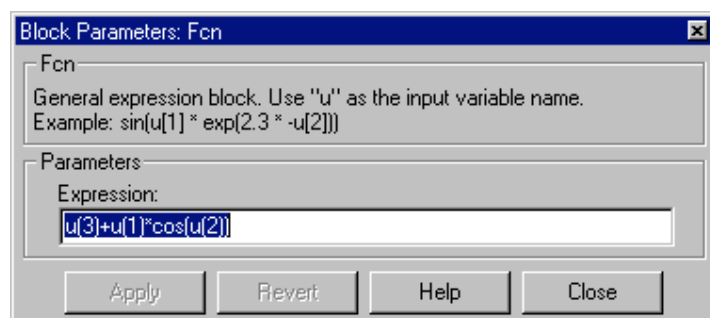 Block Parameters: Fcn
Fcn
General expression block. Use "u" as the input variable name.
Example: sin(u[1] * exp(2.3 * -u[2]))
Parameters
Expression:
u(3)+u(1)*cos(u(2))
Apply Revert Help Close